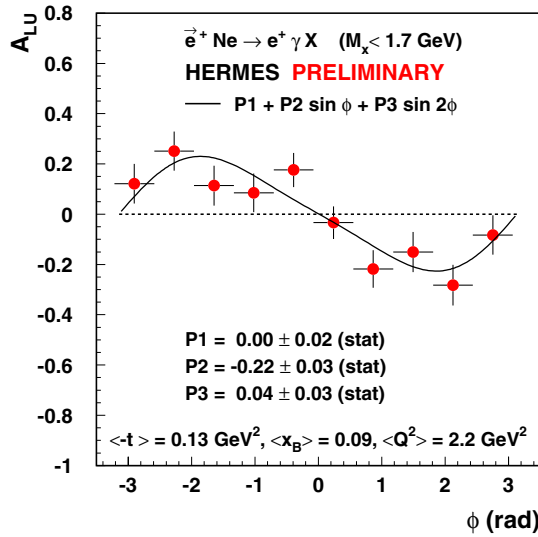 A_LU
0.8
0.6
0.4
0.2
0
-0.2
-0.4
-0.6
-0.8
-1
e⃗⁺ Ne → e⁺ γ X (Mₓ< 1.7 GeV)
HERMES PRELIMINARY
P1 + P2 sin ϕ + P3 sin 2ϕ
P1 = 0.00 ± 0.02 (stat)
P2 = -0.22 ± 0.03 (stat)
P3 = 0.04 ± 0.03 (stat)
<-t > = 0.13 GeV², <x_B> = 0.09, <Q²> = 2.2 GeV²
-3 -2 -1 0 1 2 3
ϕ (rad)